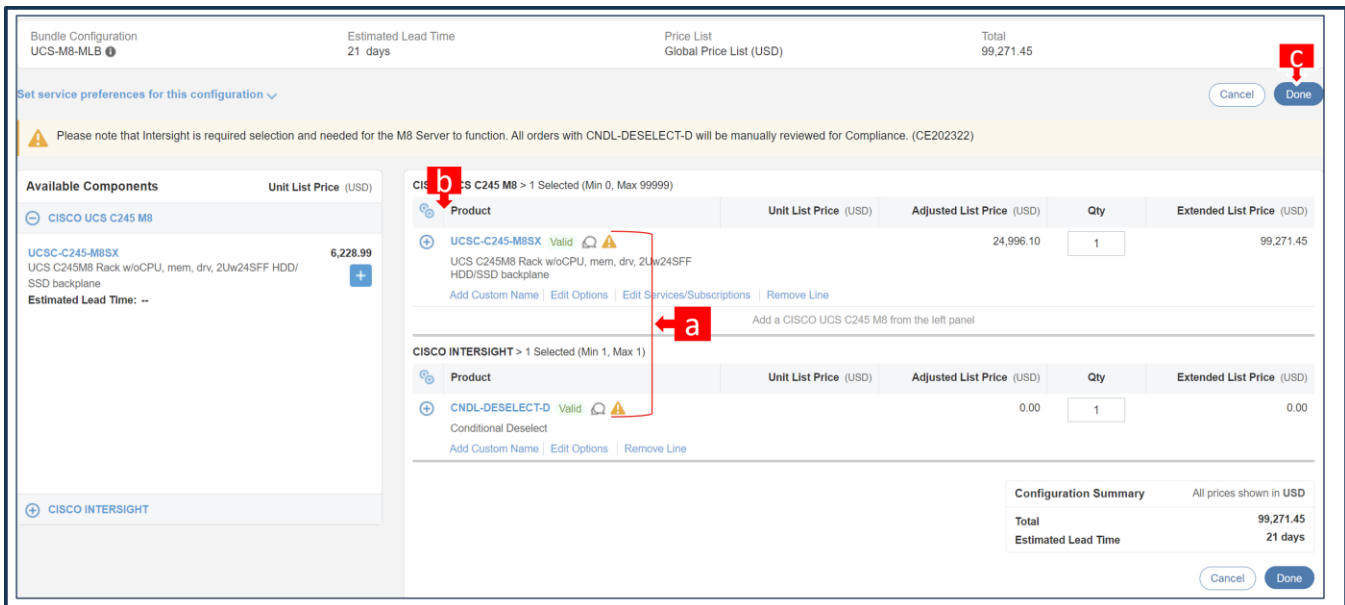 Bundle Configuration Estimated Lead Time Price List Total
UCS-M8-MLB 21 days Global Price List (USD) 99,271.45
C
Set service preferences for this configuration Cancel Done
Please note that Intersight is required selection and needed for the M8 Server to function. All orders with CNDL-DESELECT-D will be manually reviewed for Compliance. (CE202322)
Available Components Unit List Price (USD)
CISCO UCS C245 M8
UCSC-C245-M8SX 6,228.99
UCS C245M8 Rack w/oCPU, mem, drv, 2Uw24SFF HDD/
SSD backplane
Estimated Lead Time: --
CISCO INTERSIGHT
b
CIS CS C245 M8 > 1 Selected (Min 0, Max 99999)
Product Unit List Price (USD) Adjusted List Price (USD) Qty Extended List Price (USD)
UCSC-C245-M8SX Valid 24,996.10 1 99,271.45
UCS C245M8 Rack w/oCPU, mem, drv, 2Uw24SFF
HDD/SSD backplane
Add Custom Name Edit Options Edit Services/Subscriptions Remove Line
a
Add a CISCO UCS C245 M8 from the left panel
CISCO INTERSIGHT > 1 Selected (Min 1, Max 1)
Product Unit List Price (USD) Adjusted List Price (USD) Qty Extended List Price (USD)
CNDL-DESELECT-D Valid 0.00 1 0.00
Conditional Deselect
Add Custom Name Edit Options Remove Line
Configuration Summary All prices shown in USD
Total 99,271.45
Estimated Lead Time 21 days
Cancel Done